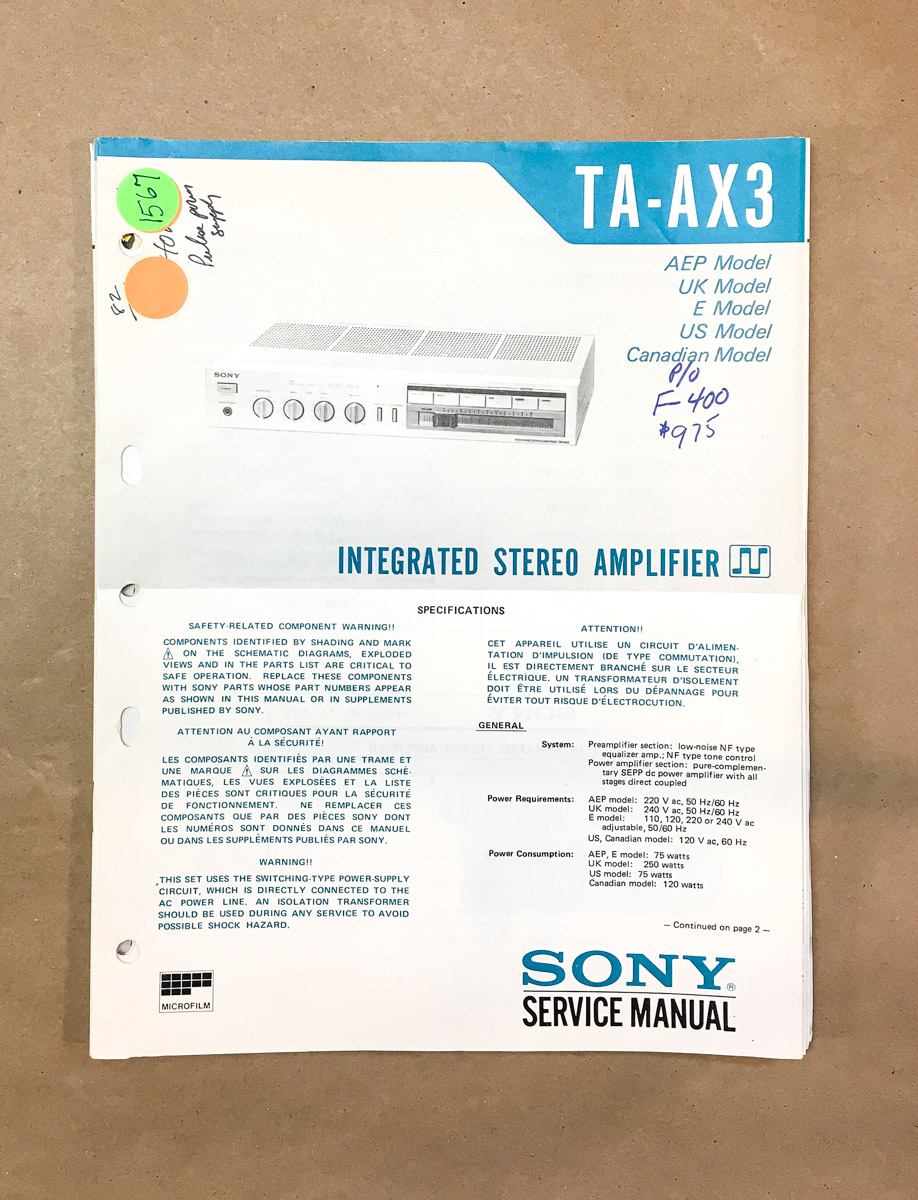 TA-AX3
1567
Pulse power
supply
82
AEP Model
UK Model
E Model
US Model
Canadian Model
P/O
F-400
$975
SONY
INTEGRATED STEREO AMPLIFIER
SPECIFICATIONS
SAFETY-RELATED COMPONENT WARNING!!
COMPONENTS IDENTIFIED BY SHADING AND MARK
⚠ ON THE SCHEMATIC DIAGRAMS, EXPLODED
VIEWS AND IN THE PARTS LIST ARE CRITICAL TO
SAFE OPERATION. REPLACE THESE COMPONENTS
WITH SONY PARTS WHOSE PART NUMBERS APPEAR
AS SHOWN IN THIS MANUAL OR IN SUPPLEMENTS
PUBLISHED BY SONY.
ATTENTION AU COMPOSANT AYANT RAPPORT
À LA SÉCURITÉ!
LES COMPOSANTS IDENTIFIÉS PAR UNE TRAME ET
UNE MARQUE ⚠ SUR LES DIAGRAMMES SCHÉ-
MATIQUES, LES VUES EXPLOSÉES ET LA LISTE
DES PIÈCES SONT CRITIQUES POUR LA SÉCURITÉ
DE FONCTIONNEMENT. NE REMPLACER CES
COMPOSANTS QUE PAR DES PIÈCES SONY DONT
LES NUMÉROS SONT DONNÉS DANS CE MANUEL
OU DANS LES SUPPLÉMENTS PUBLIÉS PAR SONY.
WARNING!!
THIS SET USES THE SWITCHING-TYPE POWER-SUPPLY
CIRCUIT, WHICH IS DIRECTLY CONNECTED TO THE
AC POWER LINE. AN ISOLATION TRANSFORMER
SHOULD BE USED DURING ANY SERVICE TO AVOID
POSSIBLE SHOCK HAZARD.
ATTENTION!!
CET APPAREIL UTILISE UN CIRCUIT D'ALIMEN-
TATION D'IMPULSION (DE TYPE COMMUTATION),
IL EST DIRECTEMENT BRANCHÉ SUR LE SECTEUR
ÉLECTRIQUE. UN TRANSFORMATEUR D'ISOLEMENT
DOIT ÊTRE UTILISÉ LORS DU DÉPANNAGE POUR
ÉVITER TOUT RISQUE D'ÉLECTROCUTION.
GENERAL
System: Preamplifier section: low-noise NF type
equalizer amp.; NF type tone control
Power amplifier section: pure-complemen-
tary SEPP dc power amplifier with all
stages direct coupled
Power Requirements: AEP model: 220 V ac, 50 Hz/60 Hz
UK model: 240 V ac, 50 Hz/60 Hz
E model: 110, 120, 220 or 240 V ac
adjustable, 50/60 Hz
US, Canadian model: 120 V ac, 60 Hz
Power Consumption: AEP, E model: 75 watts
UK model: 250 watts
US model: 75 watts
Canadian model: 120 watts
— Continued on page 2 —
MICROFILM
SONY®
SERVICE MANUAL